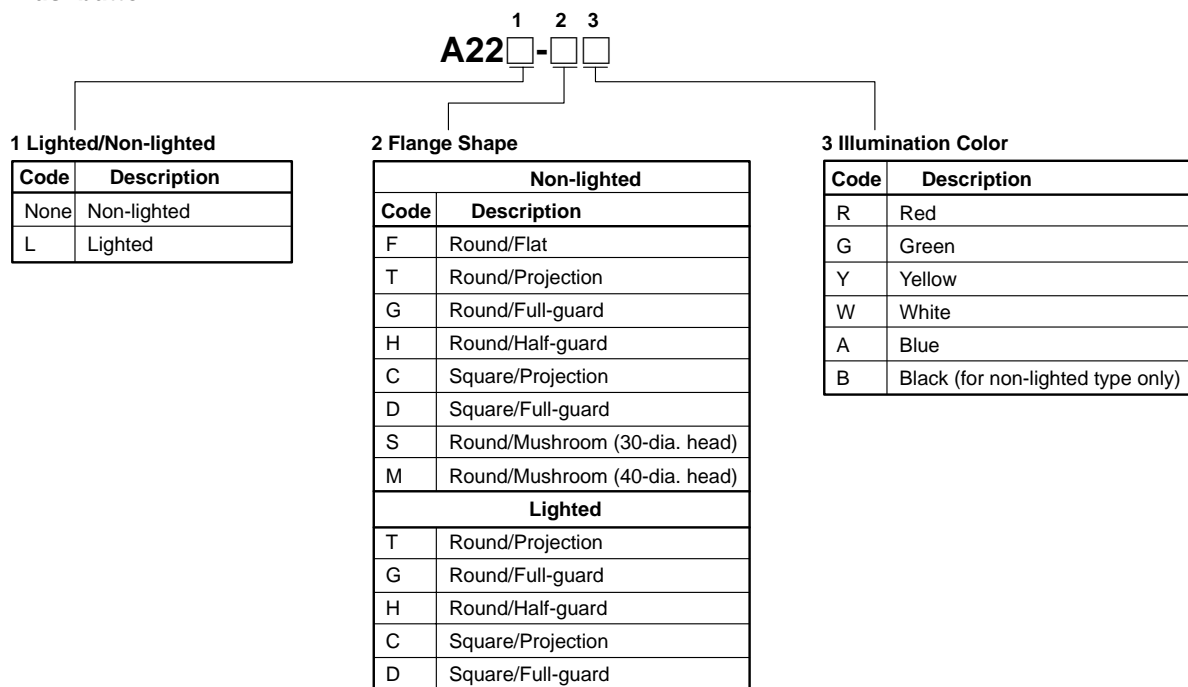 1 2 3
A22□-□□
1 Lighted/Non-lighted
Code Description
None Non-lighted
L Lighted
2 Flange Shape
Non-lighted
Code Description
F Round/Flat
T Round/Projection
G Round/Full-guard
H Round/Half-guard
C Square/Projection
D Square/Full-guard
S Round/Mushroom (30-dia. head)
M Round/Mushroom (40-dia. head)
Lighted
T Round/Projection
G Round/Full-guard
H Round/Half-guard
C Square/Projection
D Square/Full-guard
3 Illumination Color
Code Description
R Red
G Green
Y Yellow
W White
A Blue
B Black (for non-lighted type only)